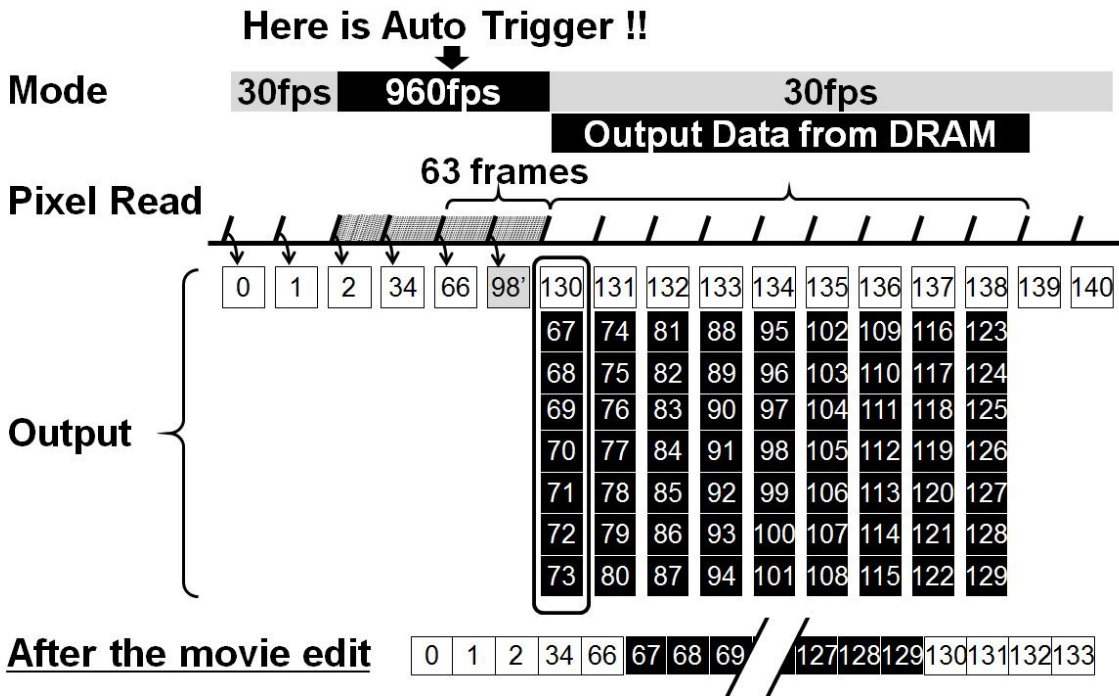 Here is Auto Trigger !!
Mode 30fps 960fps 30fps
Output Data from DRAM
63 frames
Pixel Read
0 1 2 34 66 98' 130 131 132 133 134 135 136 137 138 139 140
67 74 81 88 95 102 109 116 123
68 75 82 89 96 103 110 117 124
69 76 83 90 97 104 111 118 125
Output
70 77 84 91 98 105 112 119 126
71 78 85 92 99 106 113 120 127
72 79 86 93 100 107 114 121 128
73 80 87 94 101 108 115 122 129
After the movie edit 0 1 2 34 66 67 68 69 127 128 129 130 131 132 133